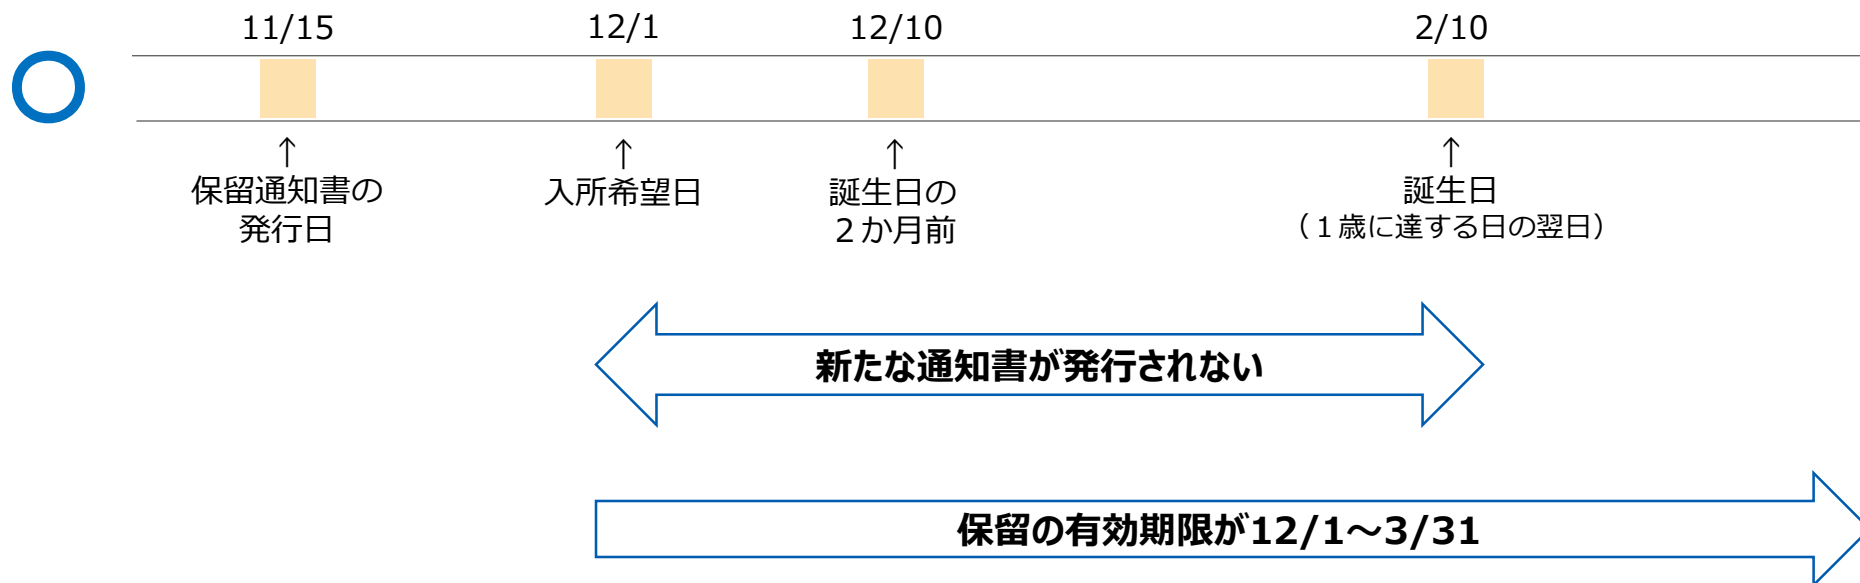 11/15
12/1
12/10
2/10
↑
↑
↑
↑
保留通知書の
発行日
入所希望日
誕生日の
２か月前
誕生日
（１歳に達する日の翌日）
新たな通知書が発行されない
保留の有効期限が12/1～3/31